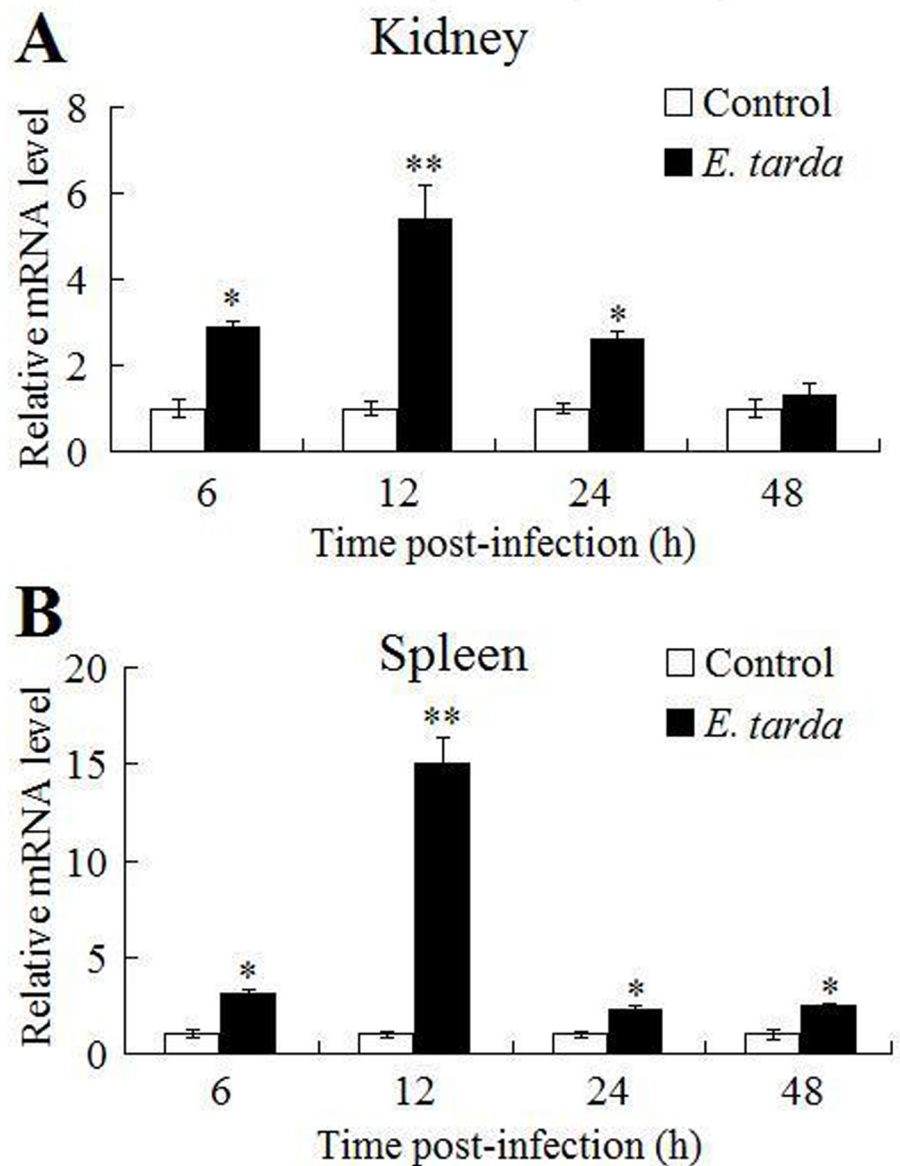 A
Kidney
Control
E. tarda
Relative mRNA level
8
6
4
2
0
*
**
*
6 12 24 48
Time post-infection (h)
B
Spleen
Control
E. tarda
Relative mRNA level
20
15
10
5
0
*
**
*
*
6 12 24 48
Time post-infection (h)